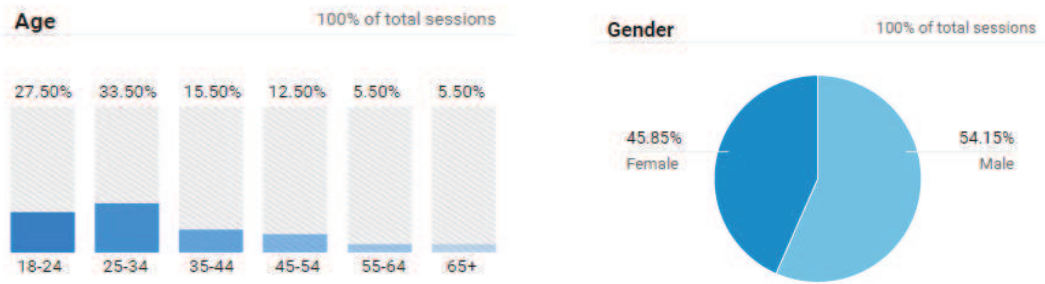 Age
100% of total sessions
27.50% 33.50% 15.50% 12.50% 5.50% 5.50%
18-24 25-34 35-44 45-54 55-64 65+
Gender
100% of total sessions
45.85%
Female
54.15%
Male